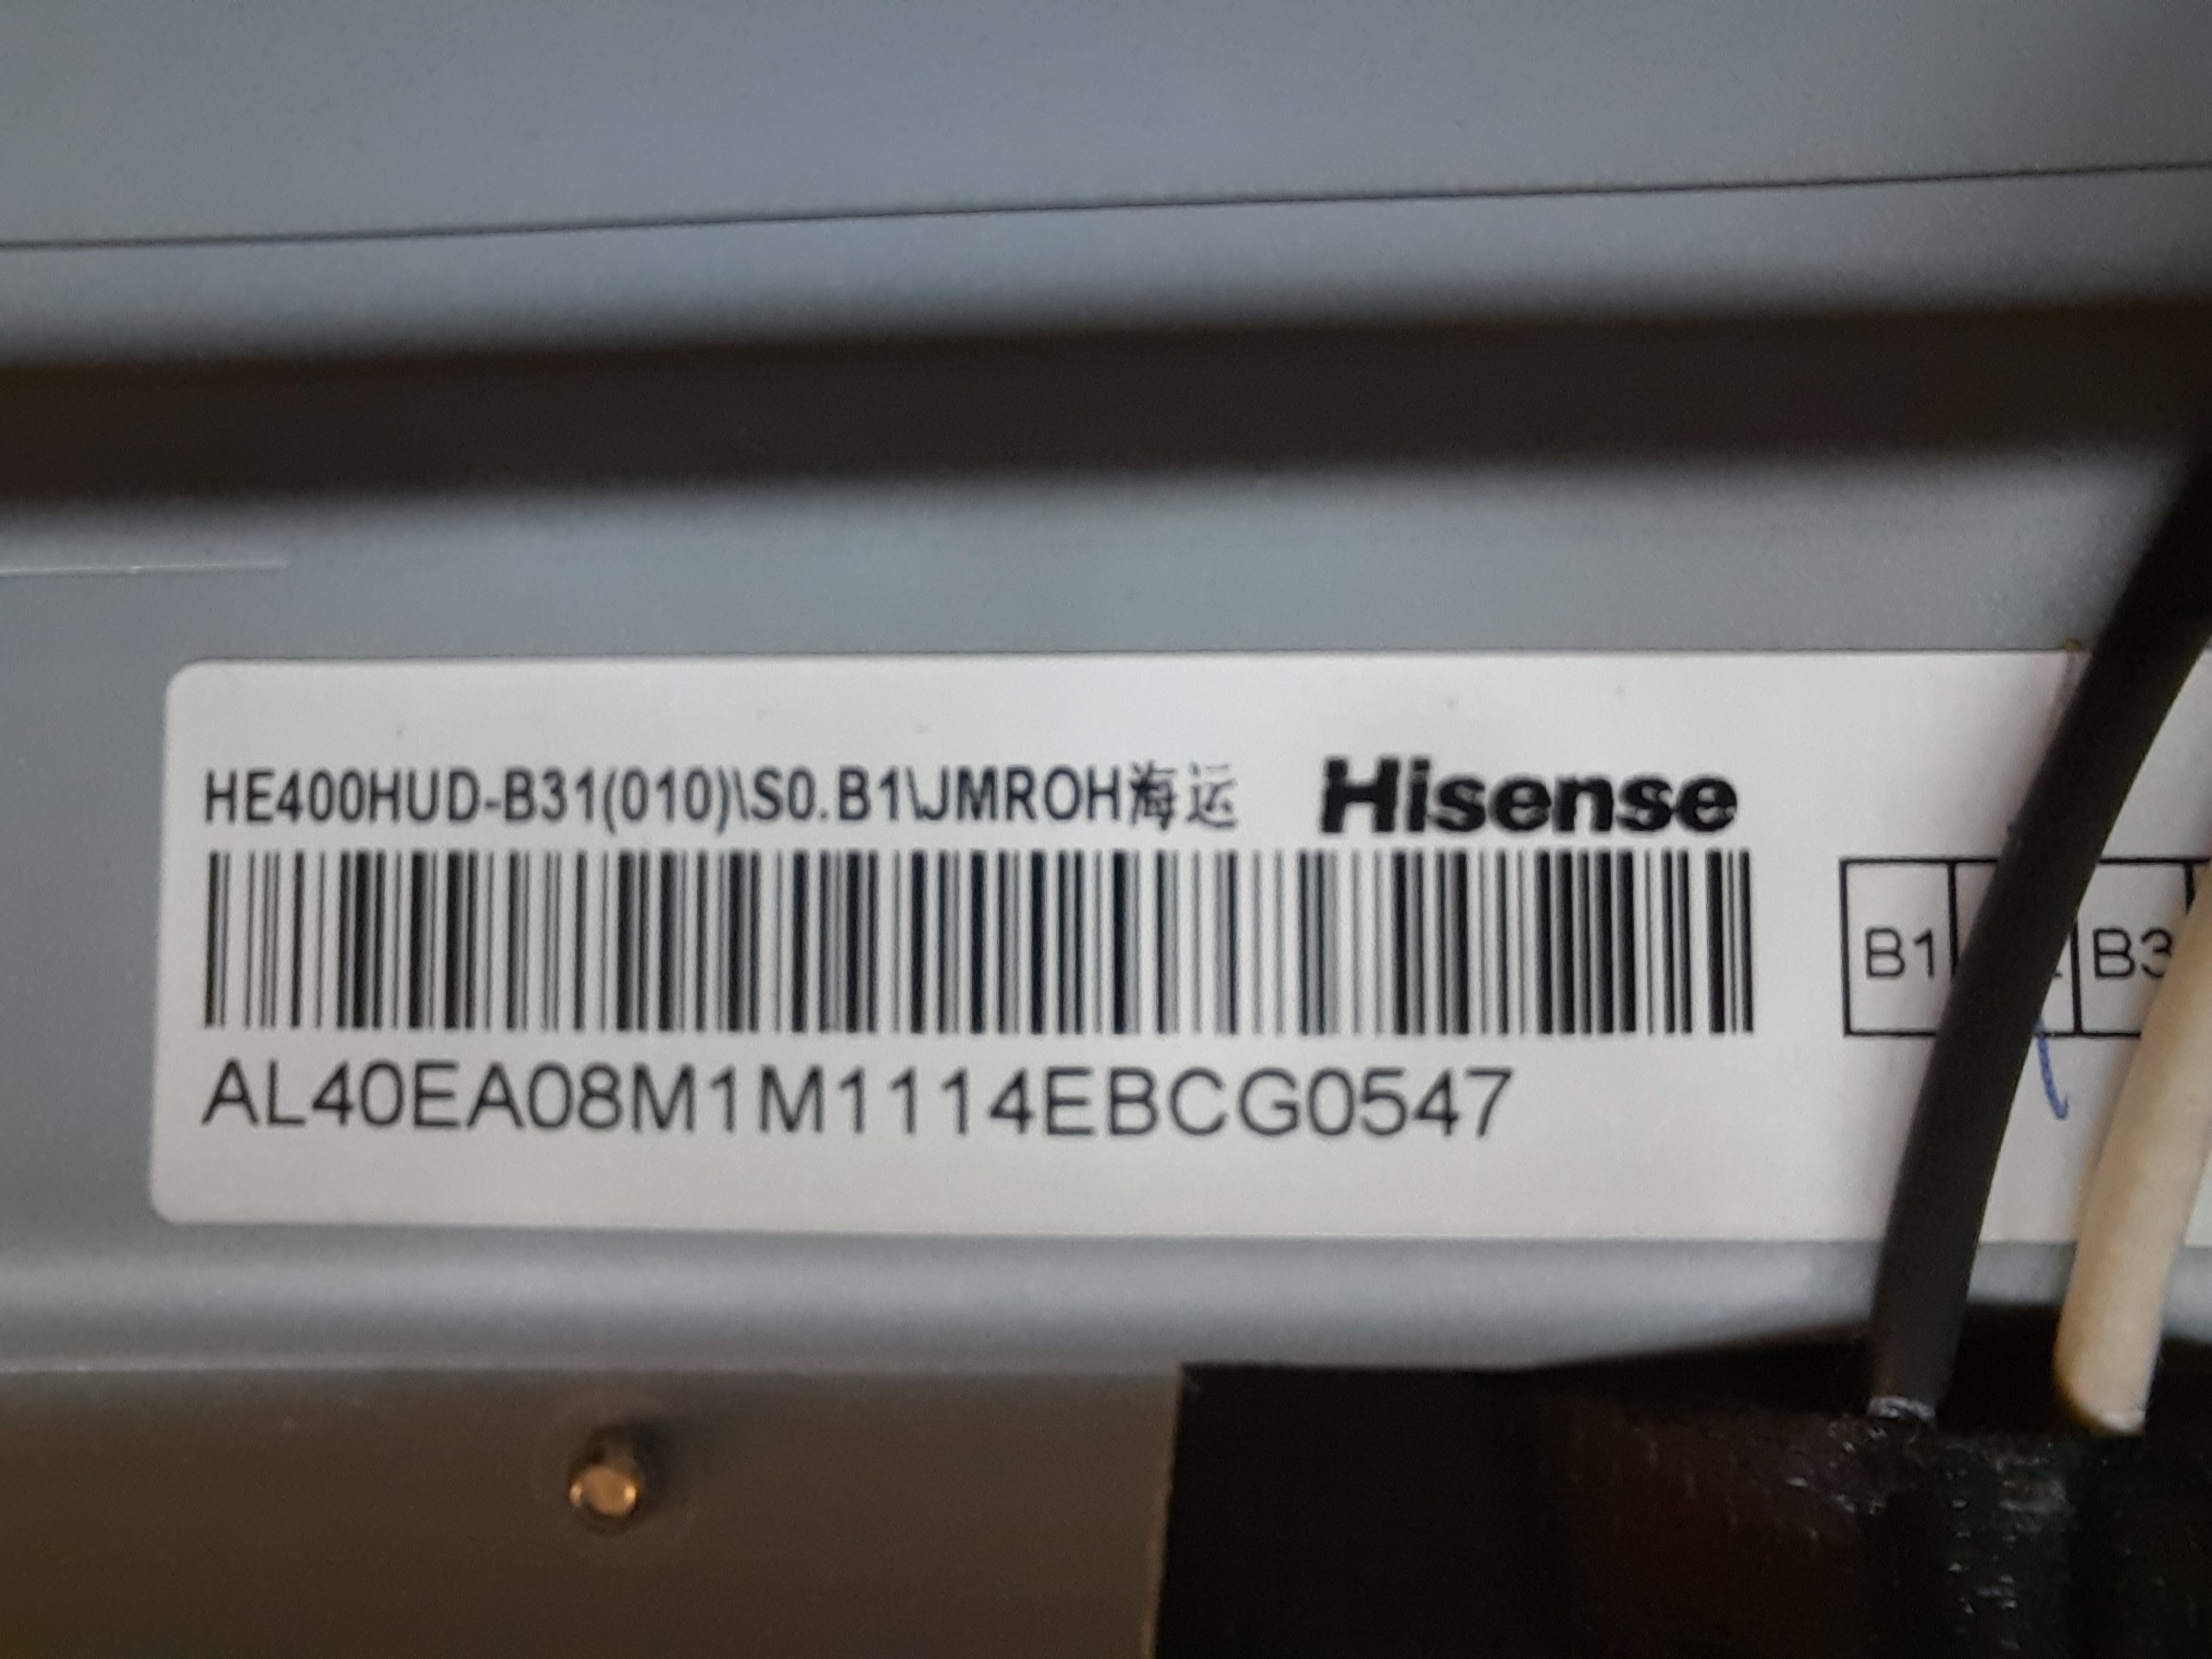 HE400HUD-B31(010)\S0.B1\JMROH海运 Hisense
B1 B3
AL40EA08M1M1114EBCG0547